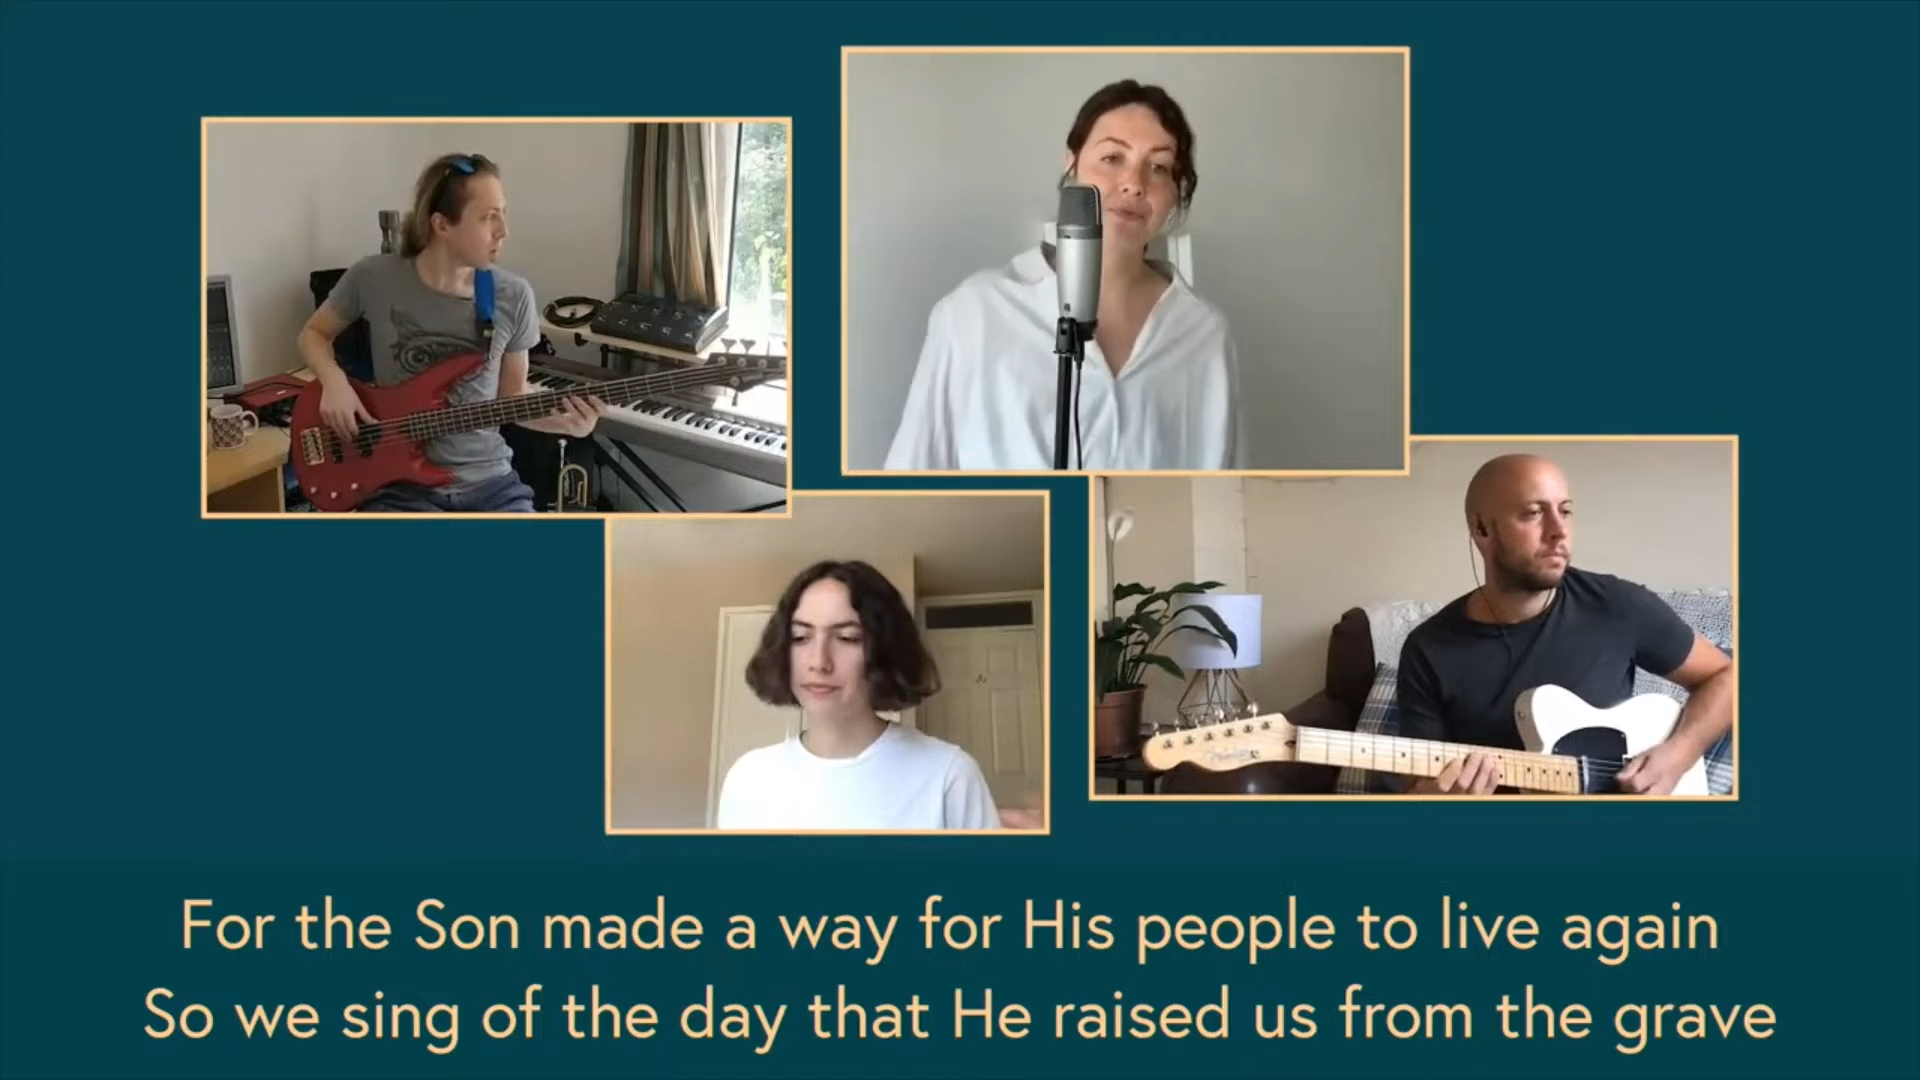 For the Son made a way for His people to live again
So we sing of the day that He raised us from the grave